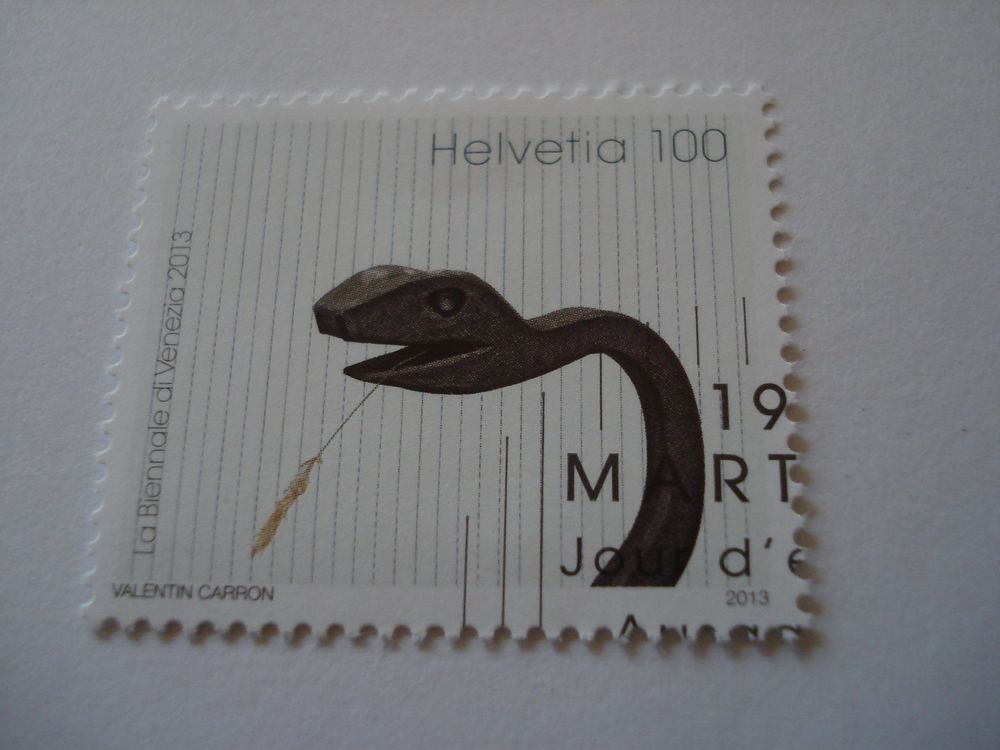 Helvetia 100
La Biennale di Venezia 2013
19
MART
Jour d'é
VALENTIN CARRON
2013